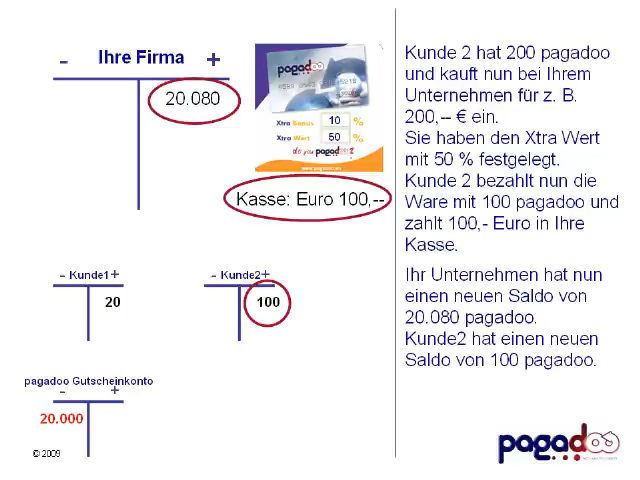 Ihre Firma
- +
20.080
pagadoo
Xtra Bonus 10 %
Xtra Wert 50 %
do you pagadoo?
Kasse: Euro 100,--
- Kunde1 +
20
- Kunde2 +
100
pagadoo Gutscheinkonto
- +
20.000
© 2009
Kunde 2 hat 200 pagadoo
und kauft nun bei Ihrem
Unternehmen für z. B.
200,-- € ein.
Sie haben den Xtra Wert
mit 50 % festgelegt.
Kunde 2 bezahlt nun die
Ware mit 100 pagadoo und
zahlt 100,- Euro in Ihre
Kasse.
Ihr Unternehmen hat nun
einen neuen Saldo von
20.080 pagadoo.
Kunde2 hat einen neuen
Saldo von 100 pagadoo.
pagadoo